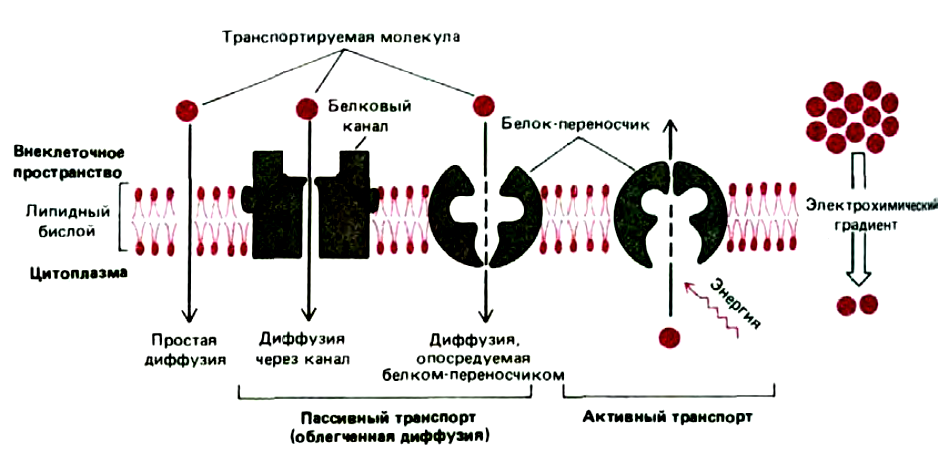 Транспортируемая молекула
Белковый
канал
Белок-переносчик
Внеклеточное
пространство
Липидный
бислой
Цитоплазма
Электрохимический
градиент
Энергия
Простая
диффузия
Диффузия
через канал
Диффузия,
опосредуемая
белком-переносчиком
Пассивный транспорт
(облегченная диффузия)
Активный транспорт